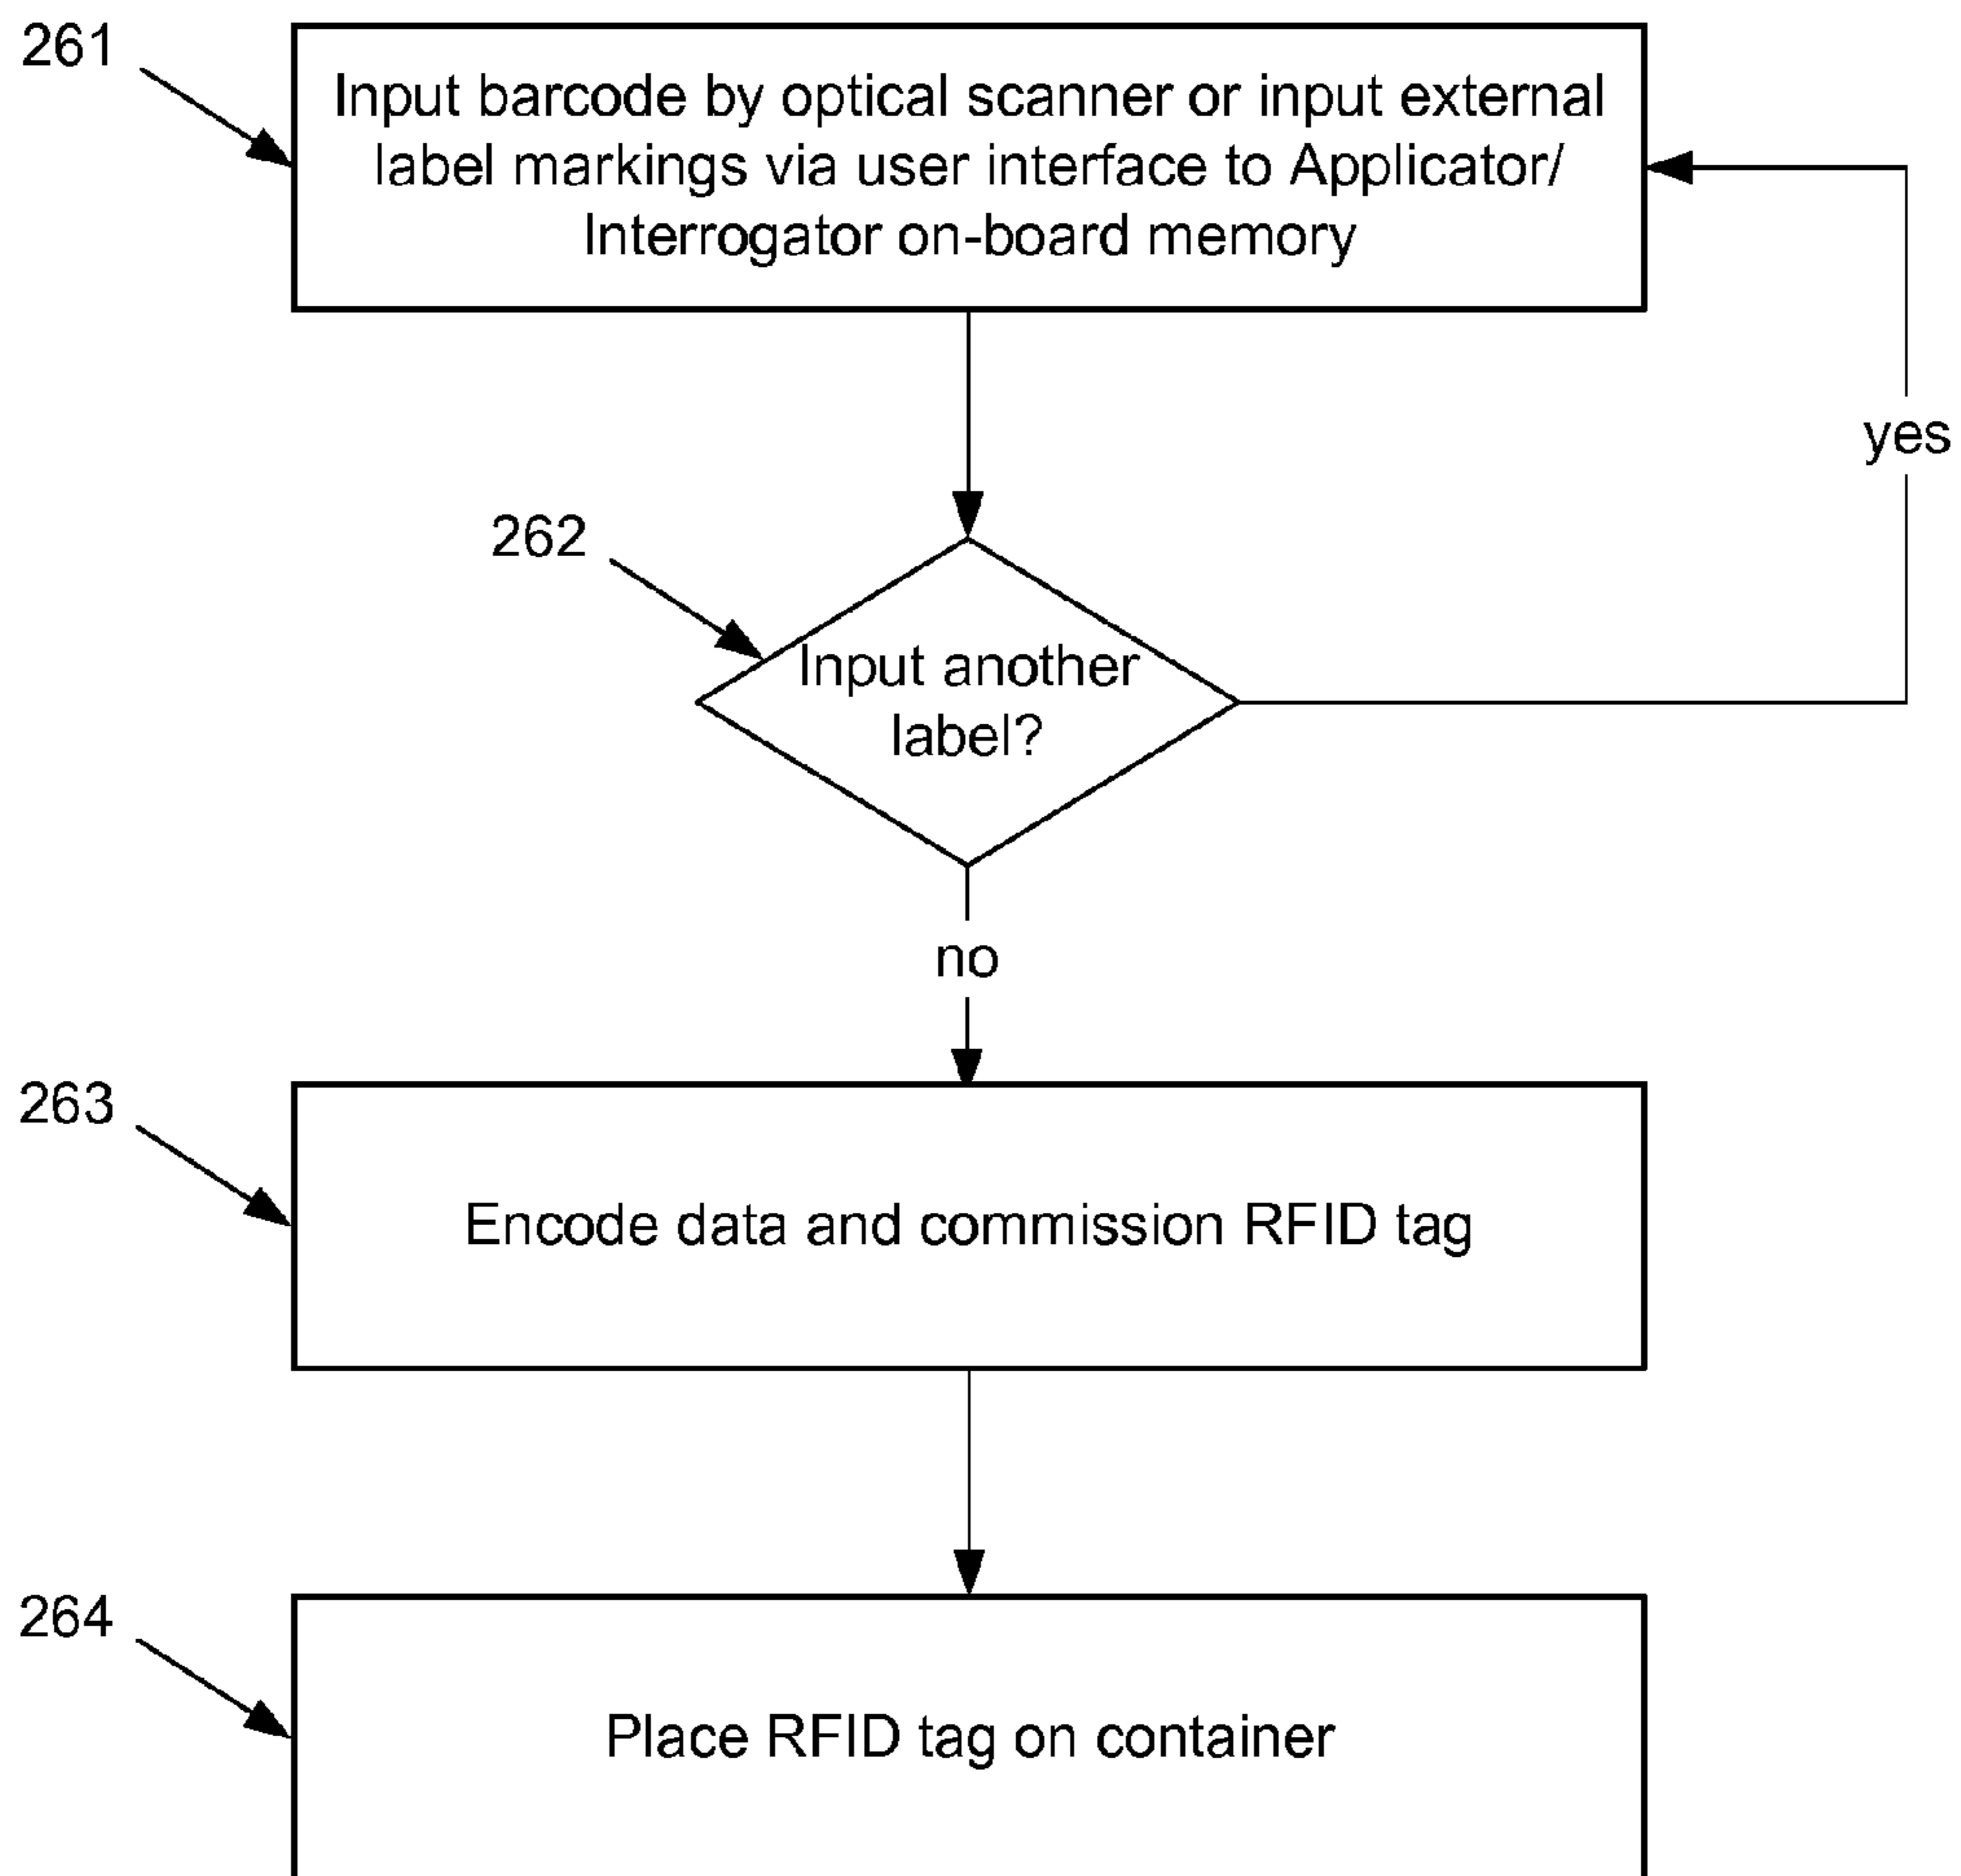 261
Input barcode by optical scanner or input external
label markings via user interface to Applicator/
Interrogator on-board memory
yes
262
Input another
label?
no
263
Encode data and commission RFID tag
264
Place RFID tag on container